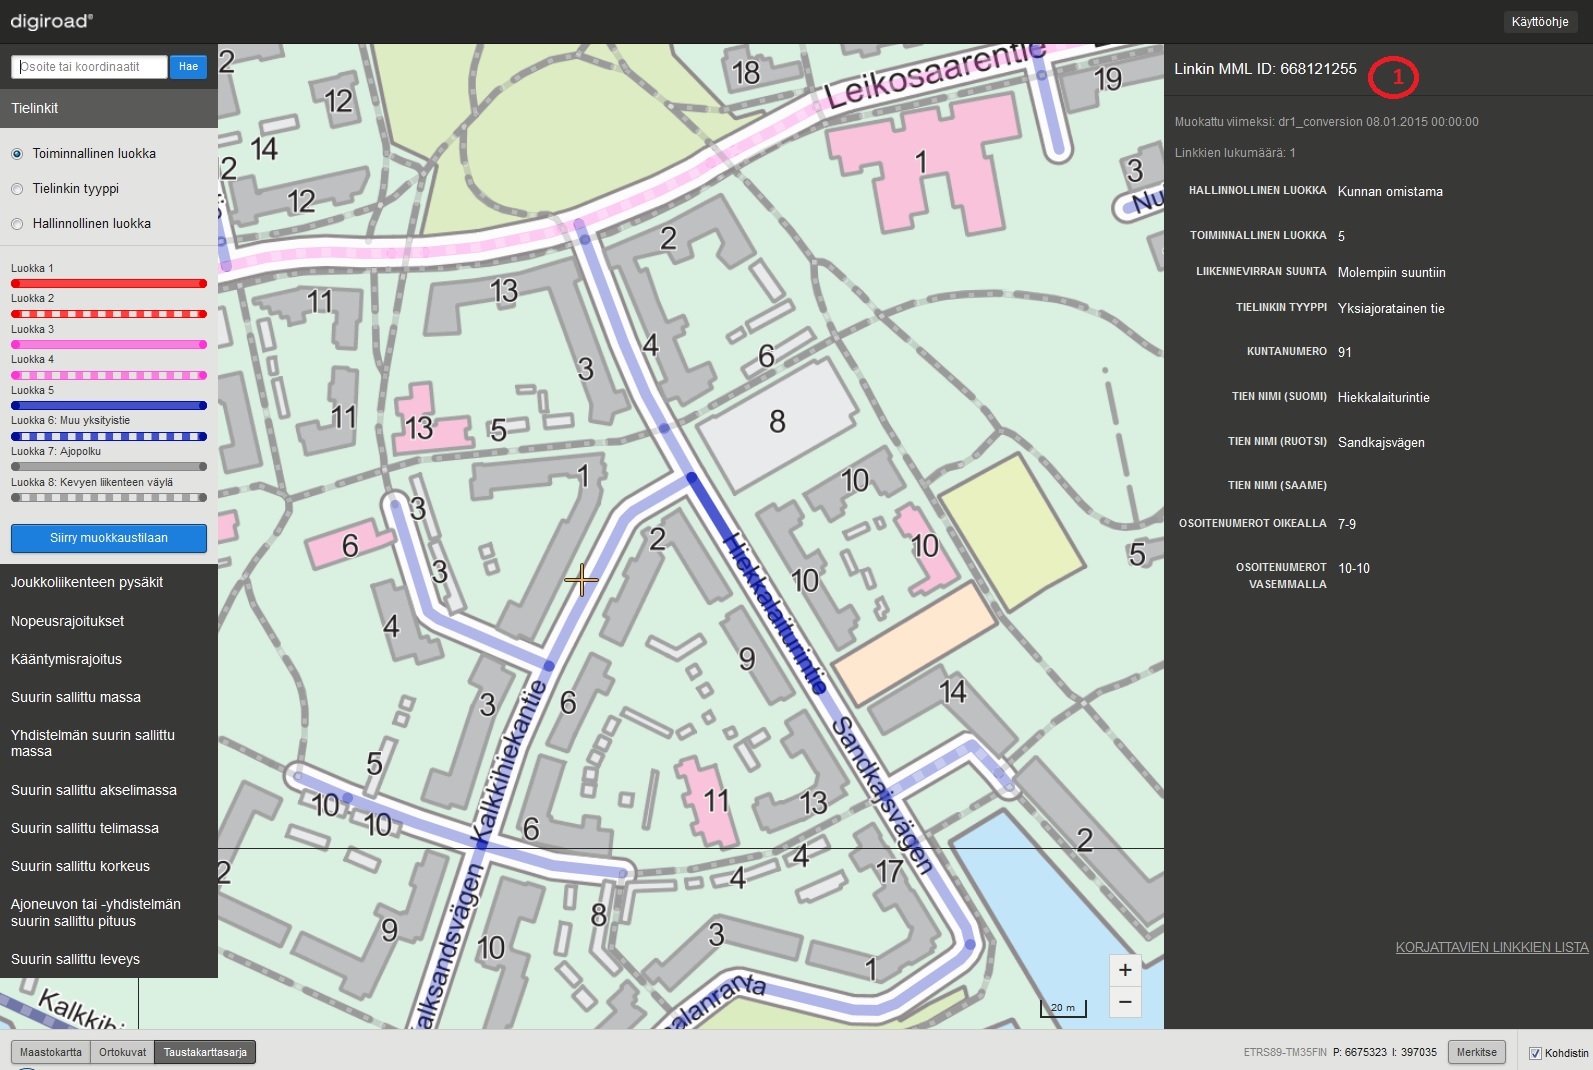 digiroad®
Käyttöohje
Osoite tai koordinaatit
Hae
Tielinkit
Toiminnallinen luokka
Tielinkin tyyppi
Hallinnollinen luokka
Luokka 1
Luokka 2
Luokka 3
Luokka 4
Luokka 5
Luokka 6: Muu yksityistie
Luokka 7: Ajopolku
Luokka 8: Kevyen liikenteen väylä
Siirry muokkaustilaan
Joukkoliikenteen pysäkit
Nopeusrajoitukset
Kääntymisrajoitus
Suurin sallittu massa
Yhdistelmän suurin sallittu
massa
Suurin sallittu akselimassa
Suurin sallittu telimassa
Suurin sallittu korkeus
Ajoneuvon tai -yhdistelmän
suurin sallittu pituus
Suurin sallittu leveys
2
12
14
2
12
18
Leikosaarentie
19
1
3
Nu
2
13
11
3
4
6
11
13
5
8
1
10
3
2
6
3
10
10
5
4
Hiekkalaiturintie
9
3
6
14
Kalkkihiekantie
Sandkajsvägen
5
10
10
11
13
6
2
4
4
17
2
8
9
10
3
1
alksandsvägen
alanranta
Kalkkihi
+
−
20 m
Linkin MML ID: 668121255
1
Muokattu viimeksi: dr1_conversion 08.01.2015 00:00:00
Linkkien lukumäärä: 1
HALLINNOLLINEN LUOKKA Kunnan omistama
TOIMINNALLINEN LUOKKA 5
LIIKENNEVIRRAN SUUNTA Molempiin suuntiin
TIELINKIN TYYPPI Yksiajoratainen tie
KUNTANUMERO 91
TIEN NIMI (SUOMI) Hiekkalaiturintie
TIEN NIMI (RUOTSI) Sandkajsvägen
TIEN NIMI (SAAME)
OSOITENUMEROT OIKEALLA 7-9
OSOITENUMEROT
VASEMMALLA 10-10
KORJATTAVIEN LINKKIEN LISTA
Maastokartta
Ortokuvat
Taustakarttasarja
ETRS89-TM35FIN P: 6675323 I: 397035
Merkitse
Kohdistin